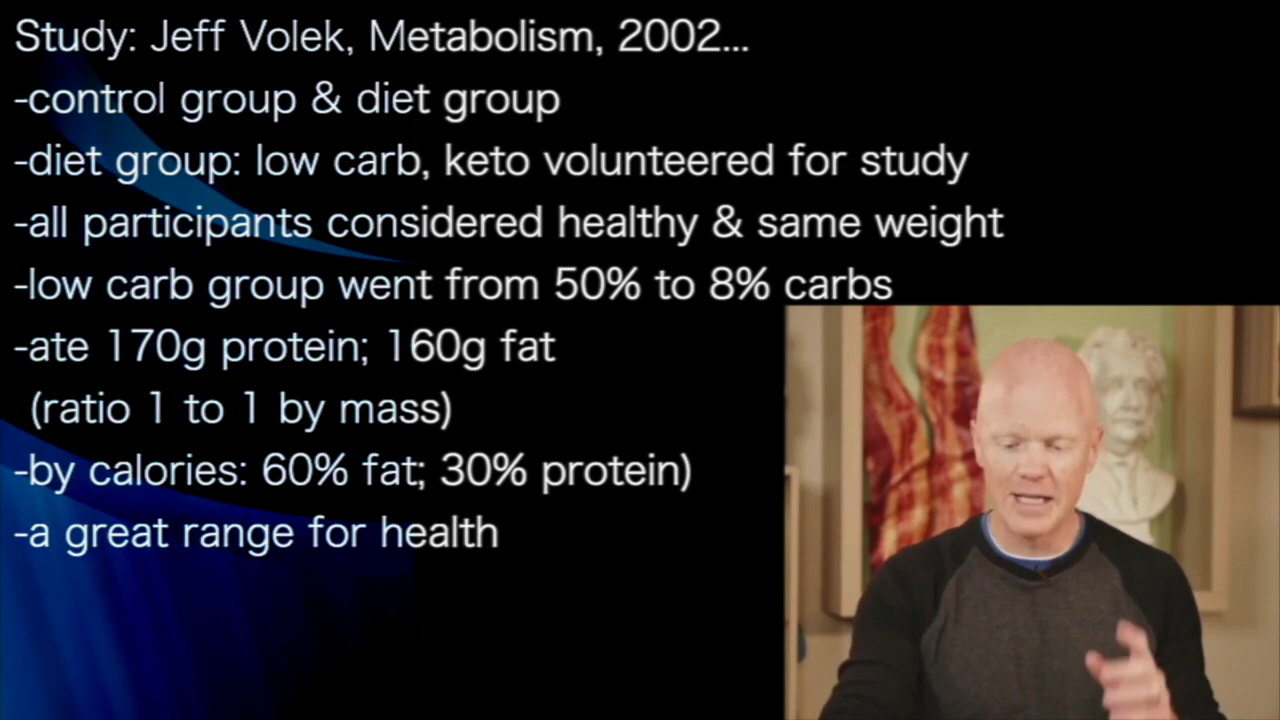 Study: Jeff Volek, Metabolism, 2002...
-control group & diet group
-diet group: low carb, keto volunteered for study
-all participants considered healthy & same weight
-low carb group went from 50% to 8% carbs
-ate 170g protein; 160g fat
(ratio 1 to 1 by mass)
-by calories: 60% fat; 30% protein)
-a great range for health